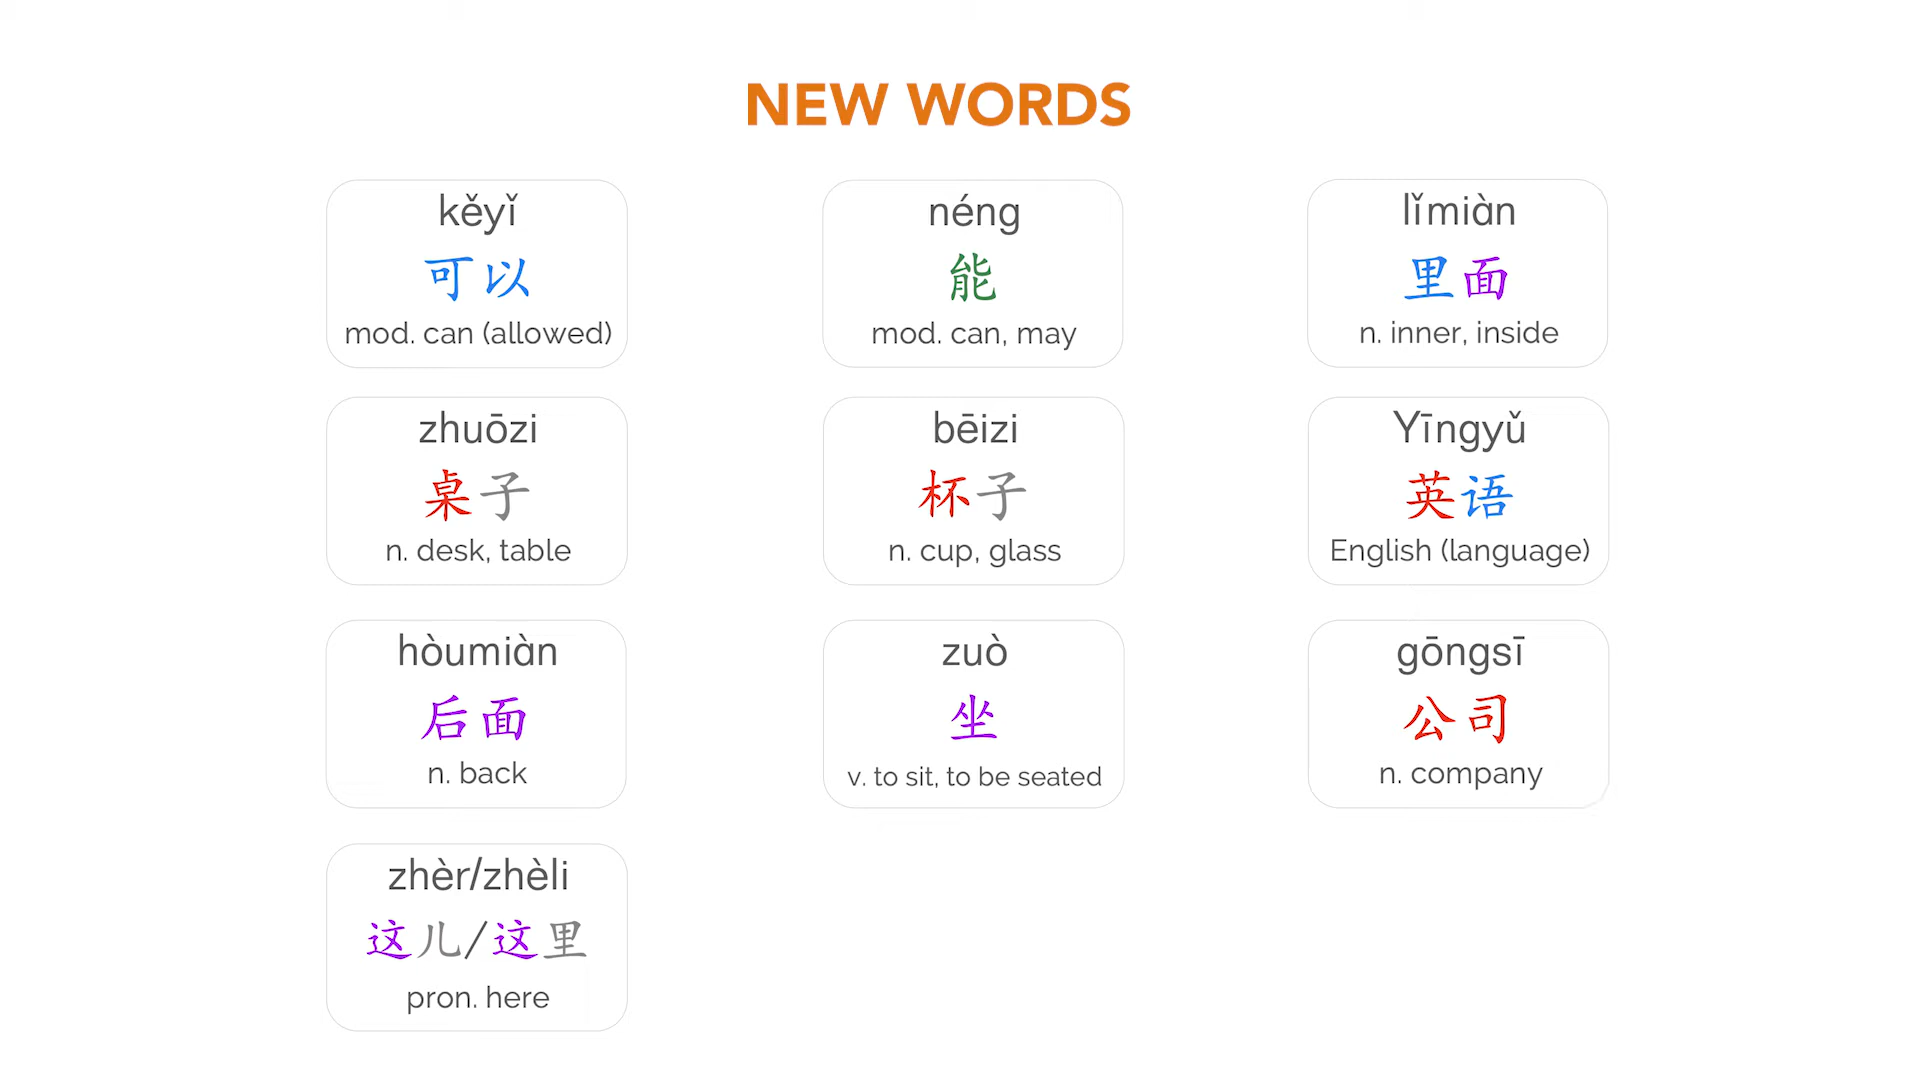 NEW WORDS
kěyǐ
可以
mod. can (allowed)
néng
能
mod. can, may
lǐmiàn
里面
n. inner, inside
zhuōzi
桌子
n. desk, table
bēizi
杯子
n. cup, glass
Yīngyǔ
英语
English (language)
hòumiàn
后面
n. back
zuò
坐
v. to sit, to be seated
gōngsī
公司
n. company
zhèr/zhèli
这儿/这里
pron. here